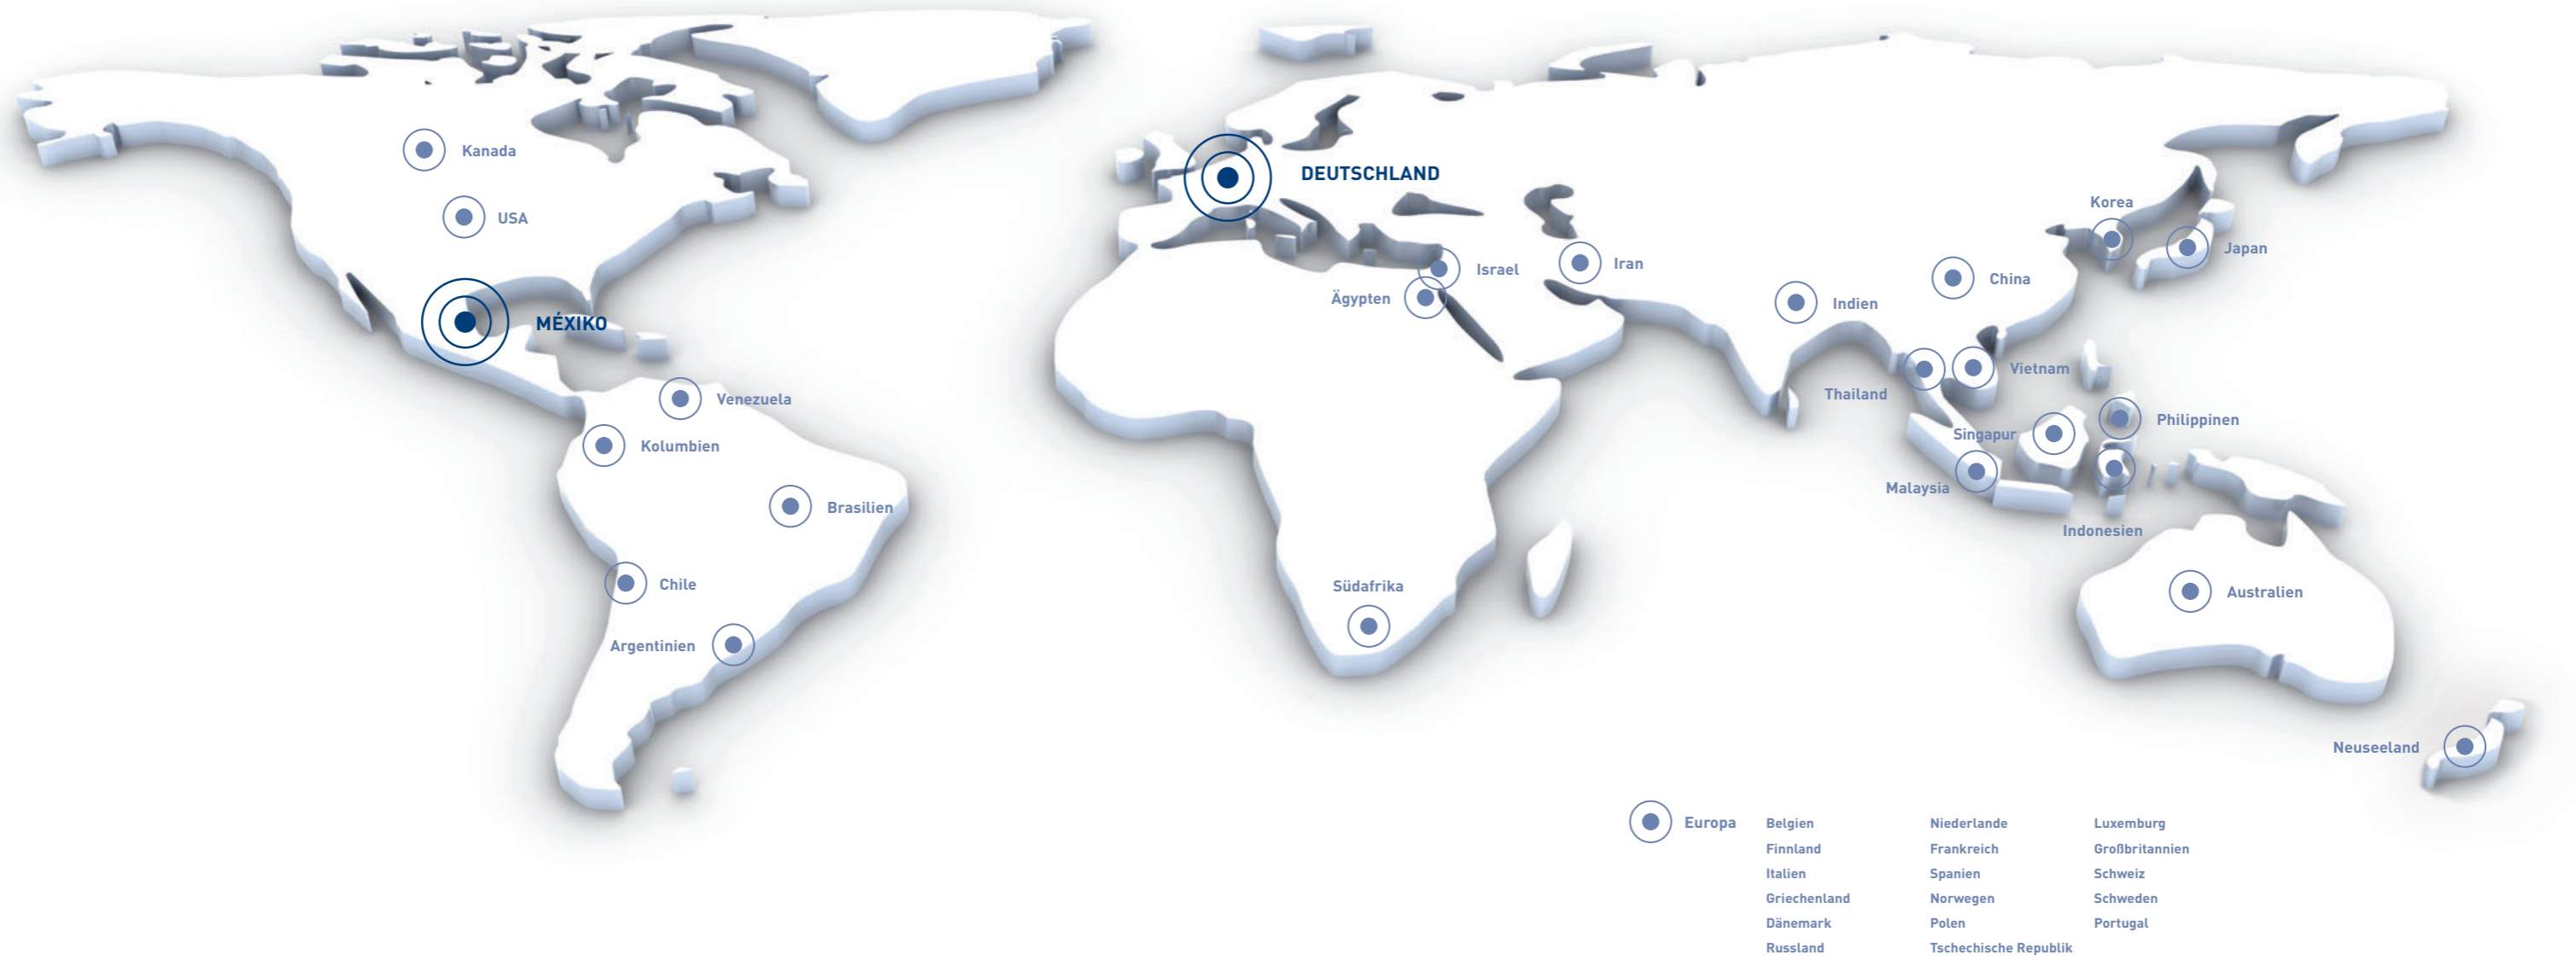 Kanada
DEUTSCHLAND
Korea
USA
Japan
Israel
Iran
China
Ägypten
Indien
MÉXIKO
Vietnam
Thailand
Venezuela
Philippinen
Singapur
Kolumbien
Malaysia
Brasilien
Indonesien
Chile
Südafrika
Australien
Argentinien
Neuseeland
Europa Belgien Niederlande Luxemburg
Finnland Frankreich Großbritannien
Italien Spanien Schweiz
Griechenland Norwegen Schweden
Dänemark Polen Portugal
Russland Tschechische Republik